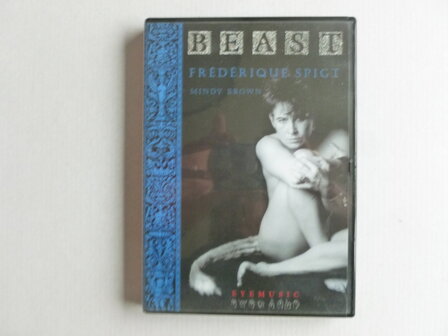 BEAST
FRÉDÉRIQUE SPIGT
MINDY BROWN
EYEMUSIC